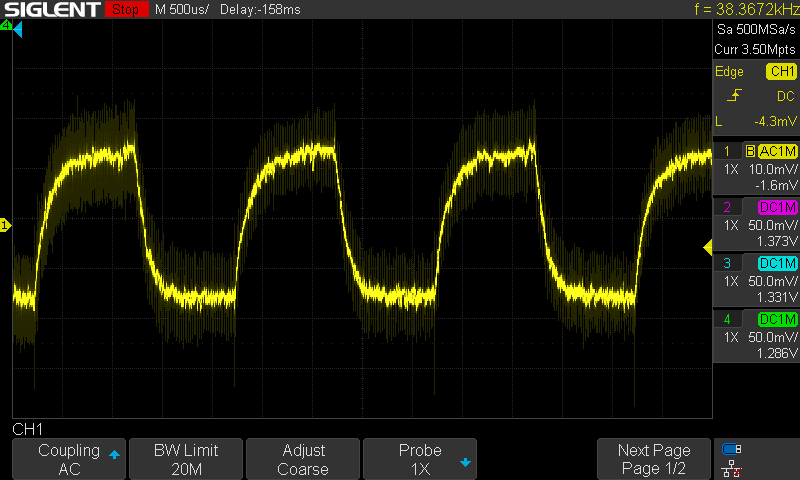 SIGLENT Stop M 500us/ Delay:-158ms f = 38.3672kHz
Sa 500MSa/s
Curr 3.50Mpts
Edge CH1
DC
L -4.3mV
1 B AC1M
1X 10.0mV/
-1.6mV
2 DC1M
1X 50.0mV/
1.373V
3 DC1M
1X 50.0mV/
1.331V
4 DC1M
1X 50.0mV/
1.286V
4
1
CH1
Coupling
AC
BW Limit
20M
Adjust
Coarse
Probe
1X
Next Page
Page 1/2